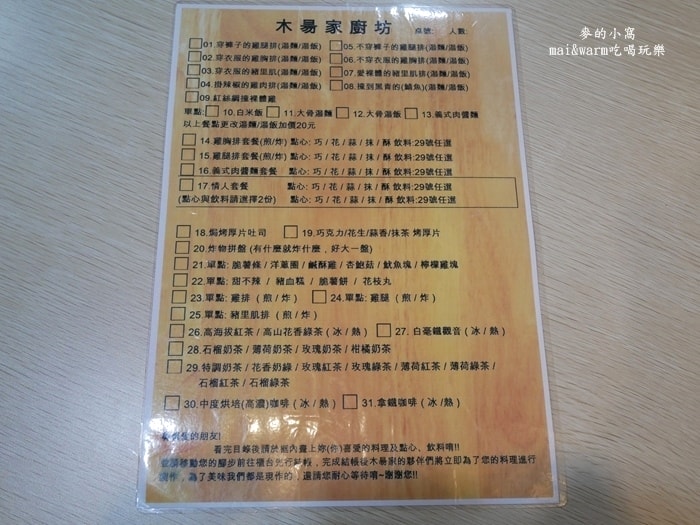 麥的小窩
mai&warm吃喝玩樂
木易家廚坊 桌號: 人數:
01.穿褲子的雞腿排(湯麵/湯飯) 05.不穿褲子的雞腿排(湯麵/湯飯)
02.穿衣服的雞胸排(湯麵/湯飯) 06.不穿衣服的雞胸排(湯麵/湯飯)
03.穿衣服的豬里肌(湯麵/湯飯) 07.愛裸體的豬里肌排(湯麵/湯飯)
04.掛辣椒的雞肉排(湯麵/湯飯) 08.撞到黑青的(鯛魚)(湯麵/湯飯)
09.紅絲綢撞裸體雞
單點: 10.白米飯 11.大骨湯麵 12.大骨湯飯 13.義式肉醬麵
以上餐點更改湯麵/湯飯加價20元
14.雞胸排套餐(煎/炸) 點心: 巧 / 花 / 蒜 / 抹 / 酥 飲料:29號任選
15.雞腿排套餐(煎/炸) 點心: 巧 / 花 / 蒜 / 抹 / 酥 飲料:29號任選
16.義式肉醬麵套餐 點心: 巧 / 花 / 蒜 / 抹 / 酥 飲料:29號任選
17.情人套餐 點心: 巧 / 花 / 蒜 / 抹 / 酥 飲料:29號任選
(點心與飲料請選擇2份) 點心: 巧 / 花 / 蒜 / 抹 / 酥 飲料:29號任選
18.焗烤厚片吐司 19.巧克力/花生/蒜香/抹茶 烤厚片
20.炸物拼盤 (有什麼就炸什麼，好大一盤)
21.單點: 脆薯條 / 洋蔥圈 / 鹹酥雞 / 杏鮑菇 / 魷魚塊 / 檸檬雞塊
22.單點: 甜不辣 / 豬血糕 / 脆薯餅 / 花枝丸
23.單點: 雞排 ( 煎 / 炸 ) 24.單點: 雞腿 ( 煎 / 炸 )
25.單點: 豬里肌排 ( 煎 / 炸 )
26.高海拔紅茶 / 高山花香綠茶 ( 冰 / 熱 ) 27. 白毫鐵觀音 ( 冰 / 熱 )
28.石榴奶茶 / 薄荷奶茶 / 玫瑰奶茶 / 柑橘奶茶
29.特調奶茶 / 花香奶綠 / 玫瑰紅茶 / 玫瑰綠茶 / 薄荷紅茶 / 薄荷綠茶 /
石榴紅茶 / 石榴綠茶
30.中度烘培(高濃)咖啡 ( 冰 / 熱 ) 31.拿鐵咖啡 ( 冰 / 熱 )
親愛的朋友!
看完目錄後請於框內畫上妳(你)喜愛的料理及點心、飲料唷!!
並請移動您的腳步前往櫃台先行結帳，完成結帳後木易家的夥伴們將立即為了您的料理進行
調作，為了美味我們都是現作的，還請您耐心等待唷~謝謝您!!